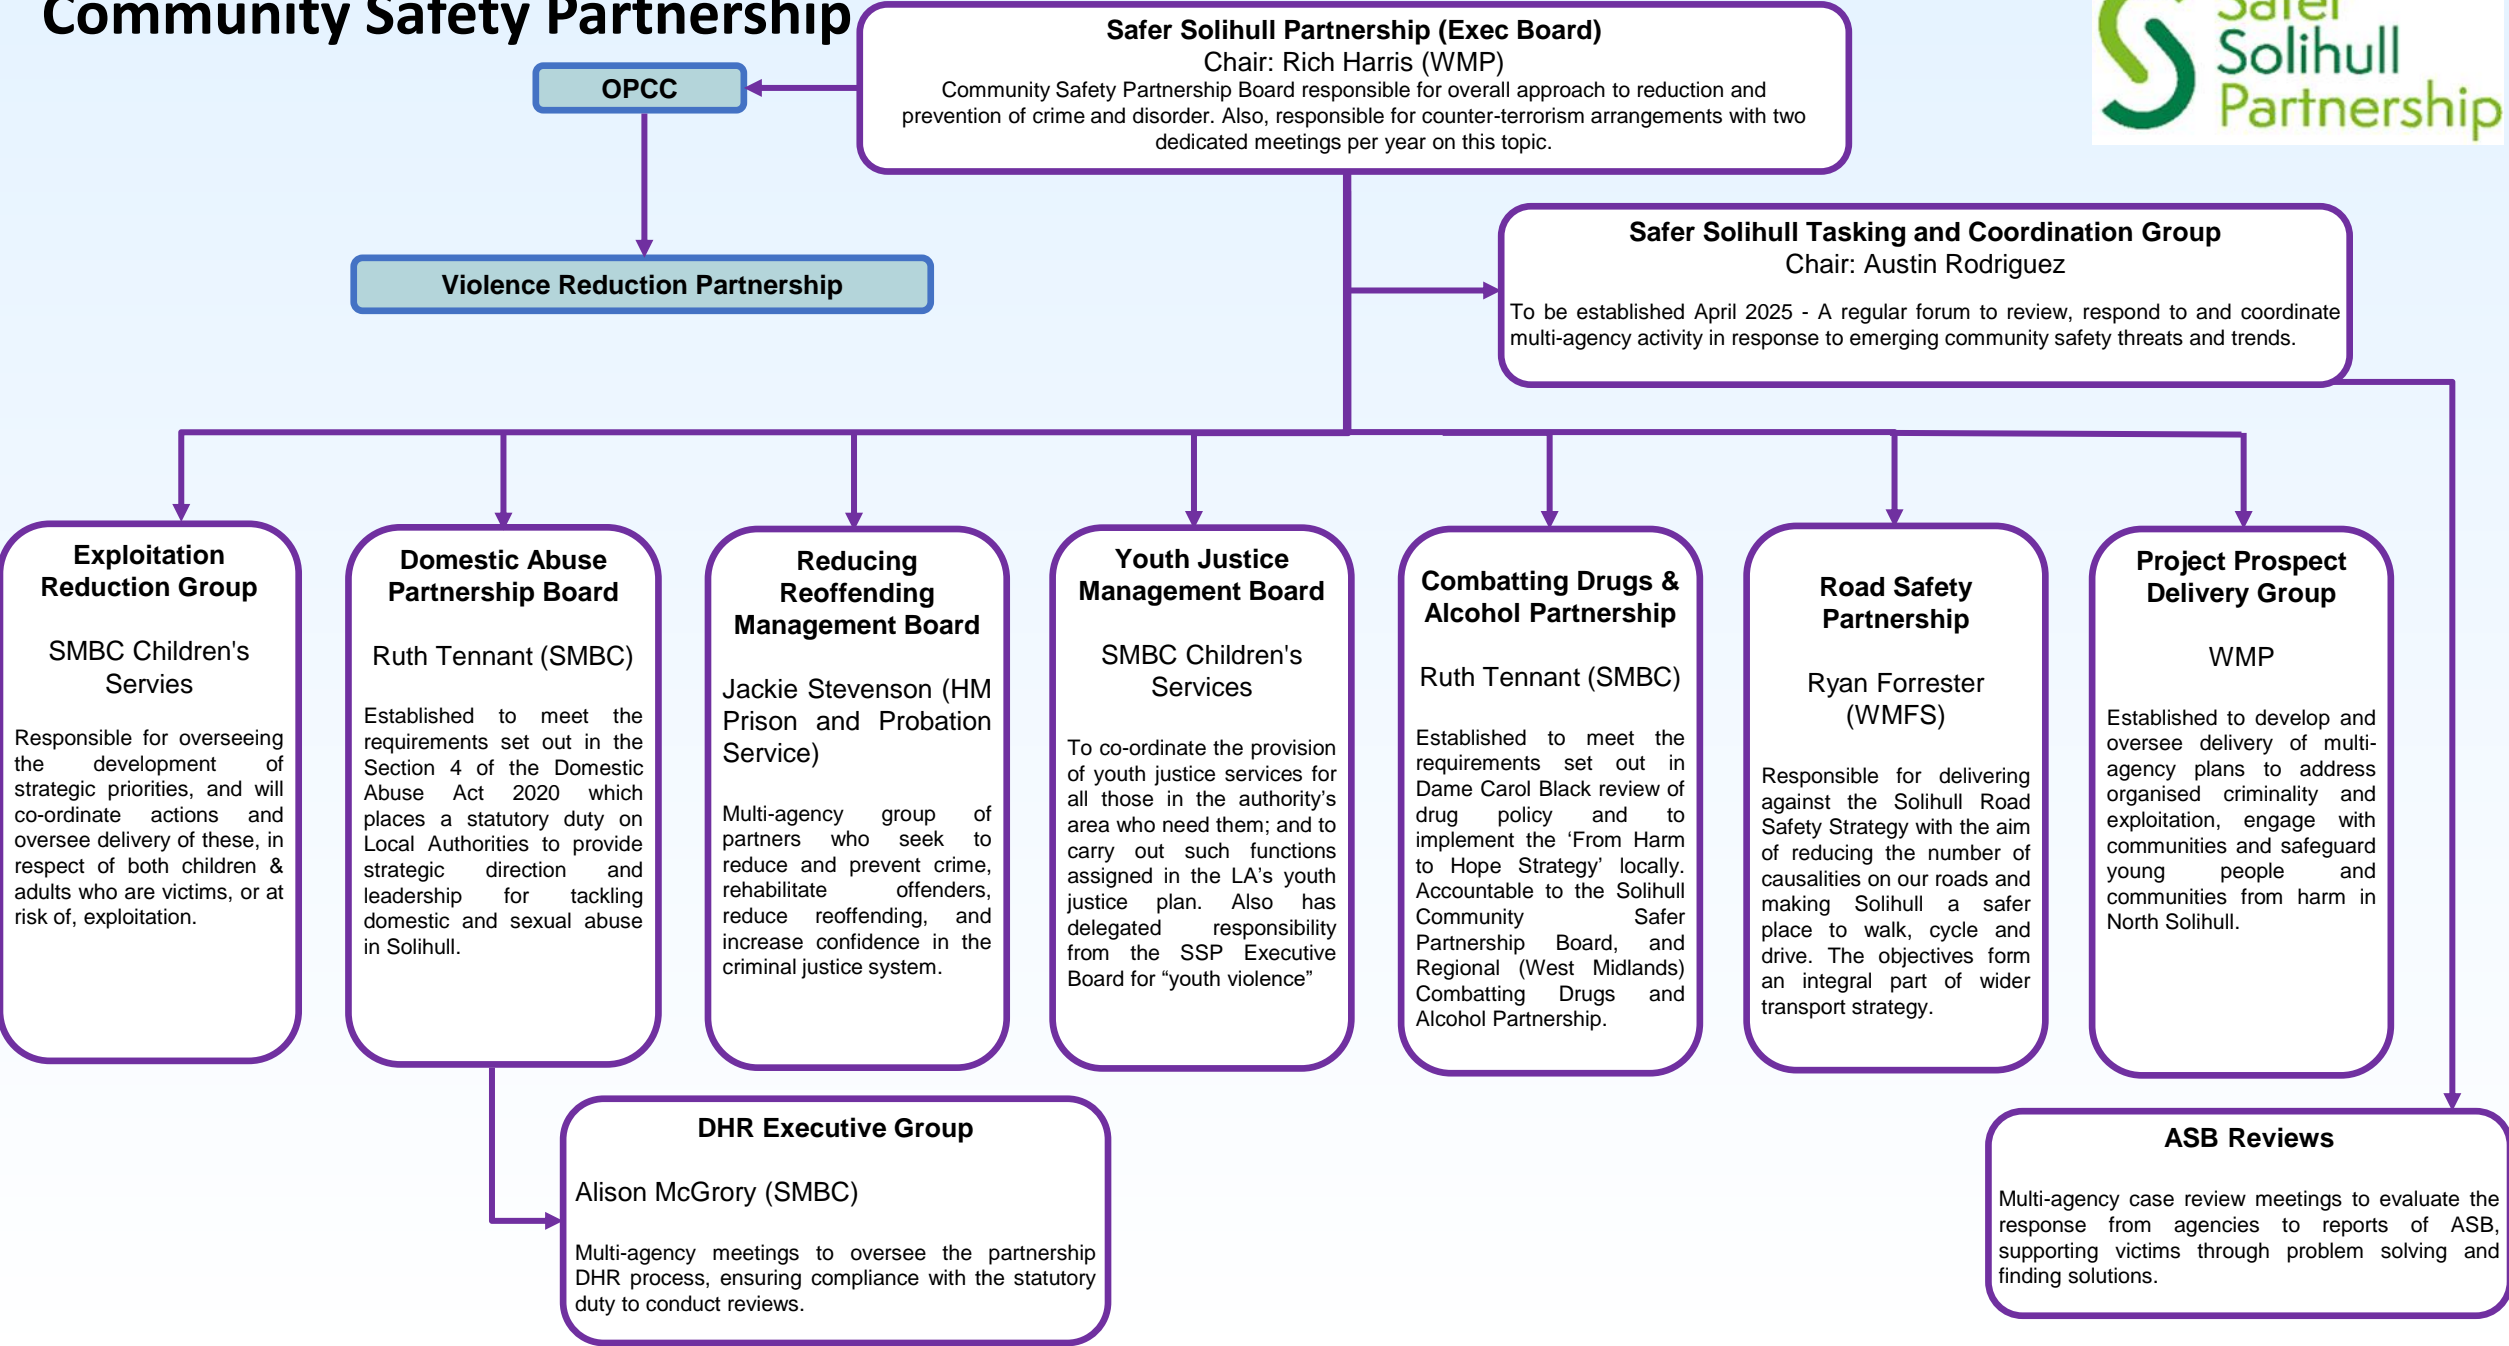 Community Safety Partnership
Safer Solihull Partnership (Exec Board)
Chair: Rich Harris (WMP)
Community Safety Partnership Board responsible for overall approach to reduction and
prevention of crime and disorder. Also, responsible for counter-terrorism arrangements with two
dedicated meetings per year on this topic.
Safer
Solihull
Partnership
OPCC
Violence Reduction Partnership
Safer Solihull Tasking and Coordination Group
Chair: Austin Rodriguez
To be established April 2025 - A regular forum to review, respond to and coordinate
multi-agency activity in response to emerging community safety threats and trends.
Exploitation
Reduction Group
SMBC Children's
Servies
Responsible for overseeing
the development of
strategic priorities, and will
co-ordinate actions and
oversee delivery of these, in
respect of both children &
adults who are victims, or at
risk of, exploitation.
Domestic Abuse
Partnership Board
Ruth Tennant (SMBC)
Established to meet the
requirements set out in the
Section 4 of the Domestic
Abuse Act 2020 which
places a statutory duty on
Local Authorities to provide
strategic direction and
leadership for tackling
domestic and sexual abuse
in Solihull.
Reducing
Reoffending
Management Board
Jackie Stevenson (HM
Prison and Probation
Service)
Multi-agency group of
partners who seek to
reduce and prevent crime,
rehabilitate offenders,
reduce reoffending, and
increase confidence in the
criminal justice system.
Youth Justice
Management Board
SMBC Children's
Services
To co-ordinate the provision
of youth justice services for
all those in the authority’s
area who need them; and to
carry out such functions
assigned in the LA’s youth
justice plan. Also has
delegated responsibility
from the SSP Executive
Board for “youth violence”
Combatting Drugs &
Alcohol Partnership
Ruth Tennant (SMBC)
Established to meet the
requirements set out in
Dame Carol Black review of
drug policy and to
implement the ‘From Harm
to Hope Strategy’ locally.
Accountable to the Solihull
Community Safer
Partnership Board, and
Regional (West Midlands)
Combatting Drugs and
Alcohol Partnership.
Road Safety
Partnership
Ryan Forrester
(WMFS)
Responsible for delivering
against the Solihull Road
Safety Strategy with the aim
of reducing the number of
causalities on our roads and
making Solihull a safer
place to walk, cycle and
drive. The objectives form
an integral part of wider
transport strategy.
Project Prospect
Delivery Group
WMP
Established to develop and
oversee delivery of multi-
agency plans to address
organised criminality and
exploitation, engage with
communities and safeguard
young people and
communities from harm in
North Solihull.
DHR Executive Group
Alison McGrory (SMBC)
Multi-agency meetings to oversee the partnership
DHR process, ensuring compliance with the statutory
duty to conduct reviews.
ASB Reviews
Multi-agency case review meetings to evaluate the
response from agencies to reports of ASB,
supporting victims through problem solving and
finding solutions.